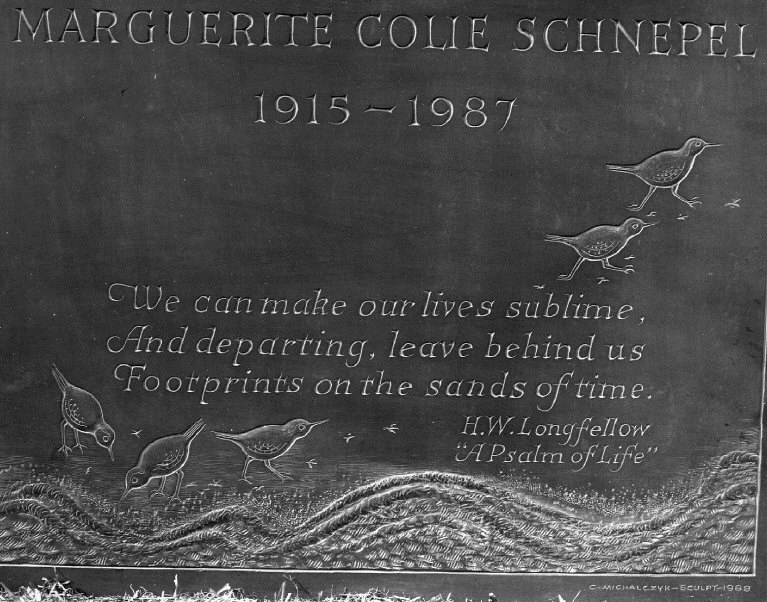 MARGUERITE COLIE SCHNEPEL
1915 – 1987
We can make our lives sublime,
And departing, leave behind us
Footprints on the sands of time.
H.W. Longfellow
"A Psalm of Life"
C. MICHALCZYK – SCULPT – 1988